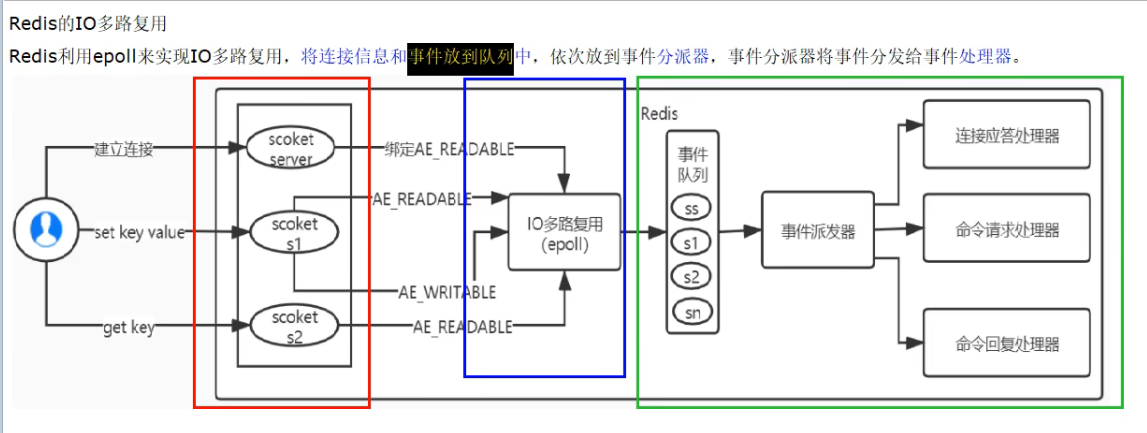 Redis的IO多路复用
Redis利用epoll来实现IO多路复用，将连接信息和事件放到队列中，依次放到事件分派器，事件分派器将事件分发给事件处理器。
建立连接
set key value
get key
scoket
server
scoket
s1
scoket
s2
绑定AE_READABLE
AE_READABLE
AE_WRITABLE
AE_READABLE
IO多路复用
(epoll)
Redis
事件
队列
ss
s1
s2
sn
事件派发器
连接应答处理器
命令请求处理器
命令回复处理器